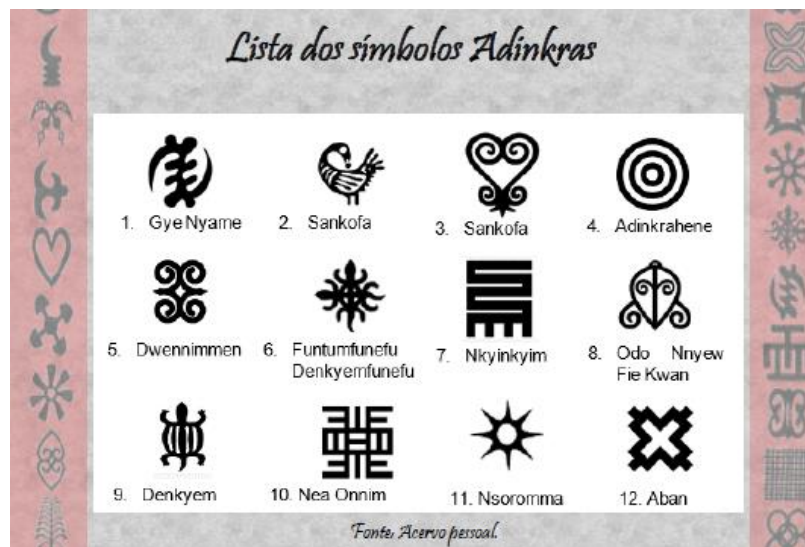 Lista dos símbolos Adinkras
1. Gye Nyame
2. Sankofa
3. Sankofa
4. Adinkrahene
5. Dwennimmen
6. Funtumfunefu
Denkyemfunefu
7. Nkyinkyim
8. Odo Nnyew
Fie Kwan
9. Denkyem
10. Nea Onnim
11. Nsoromma
12. Aban
Fonte: Acervo pessoal.